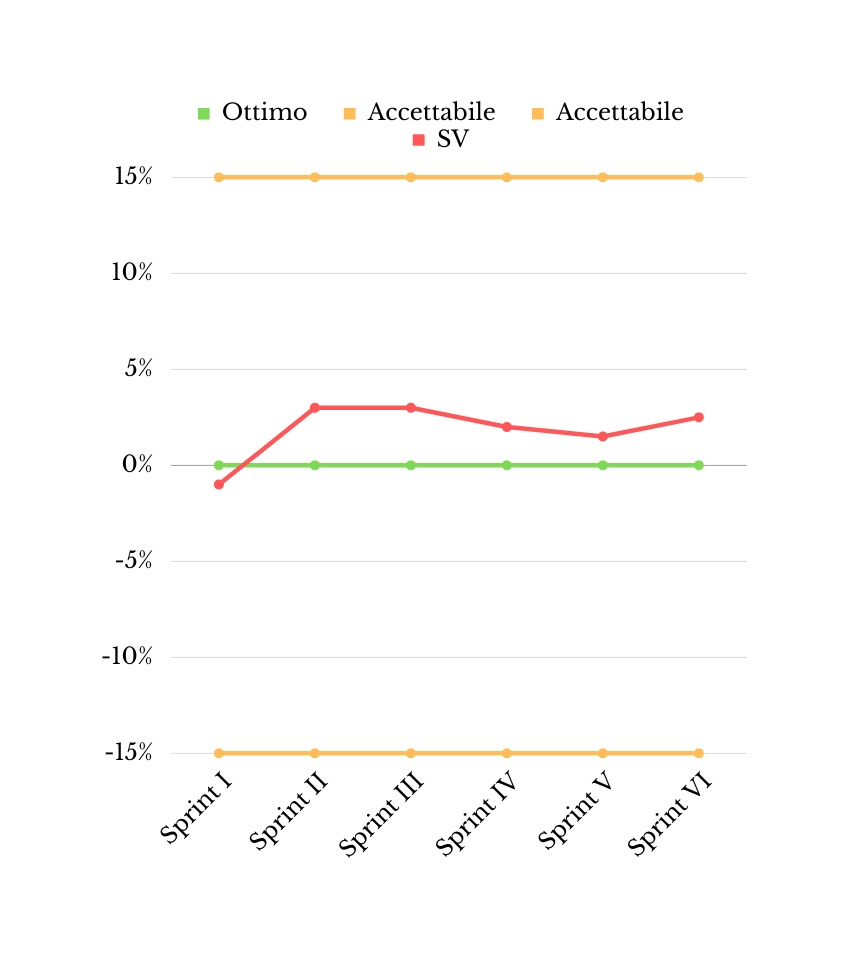 Ottimo Accettabile Accettabile
SV
15%
10%
5%
0%
-5%
-10%
-15%
Sprint I Sprint II Sprint III Sprint IV Sprint V Sprint VI